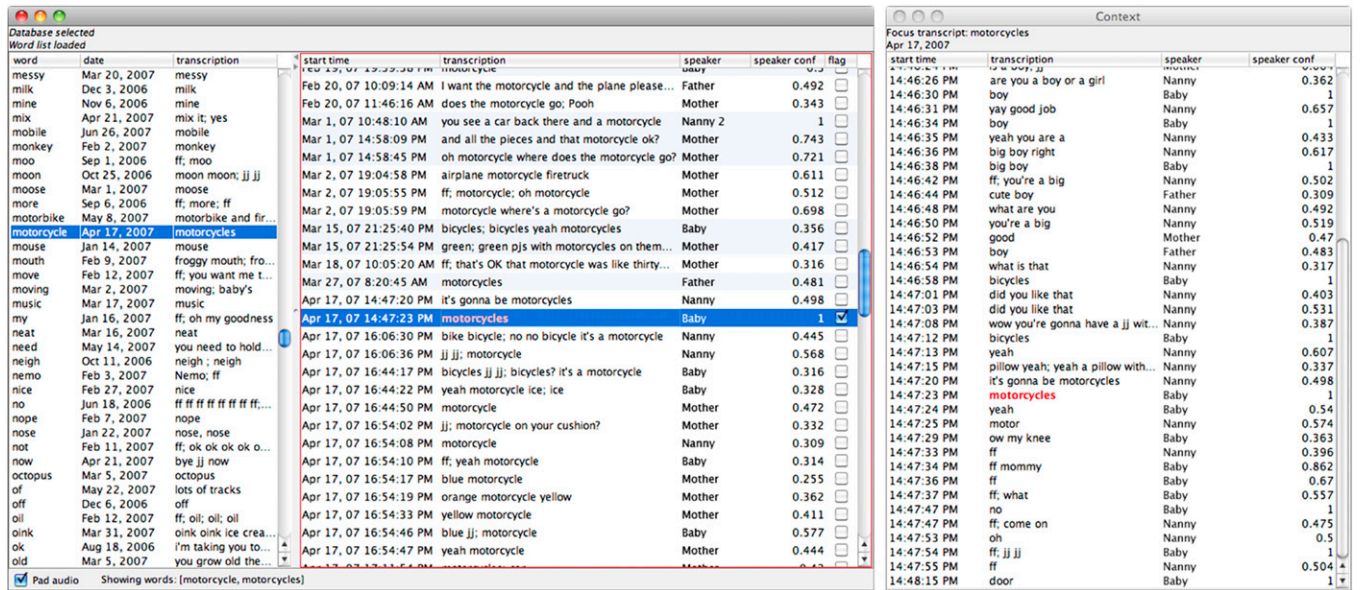 Database selected
Word list loaded
word date transcription
messy Mar 20, 2007 messy
milk Dec 3, 2006 milk
mine Nov 6, 2006 mine
mix Apr 21, 2007 mix it; yes
mobile Jun 26, 2007 mobile
monkey Feb 2, 2007 monkey
moo Sep 1, 2006 ff; moo
moon Oct 25, 2006 moon moon; jj jj
moose Mar 1, 2007 moose
more Sep 6, 2006 ff; more; ff
motorbike May 8, 2007 motorbike and fir...
motorcycle Apr 17, 2007 motorcycles
mouse Jan 14, 2007 mouse
mouth Feb 9, 2007 froggy mouth; fro...
move Feb 12, 2007 ff; you want me t...
moving Mar 2, 2007 moving; baby's
music Mar 17, 2007 music
my Jan 16, 2007 ff; oh my goodness
neat Mar 16, 2007 neat
need May 14, 2007 you need to hold...
neigh Oct 11, 2006 neigh ; neigh
nemo Feb 3, 2007 Nemo; ff
nice Feb 27, 2007 nice
no Jun 18, 2006 ff ff ff ff ff ff ff ff;...
nope Feb 7, 2007 nope
nose Jan 22, 2007 nose, nose
not Feb 11, 2007 ff; ok ok ok ok o...
now Apr 21, 2007 bye jj now
octopus Mar 5, 2007 octopus
of May 22, 2007 lots of tracks
off Dec 6, 2006 off
oil Feb 12, 2007 ff; oil; oil; oil
oink Mar 31, 2007 oink oink ice crea...
ok Aug 18, 2006 i'm taking you to...
old Mar 5, 2007 you grow old the...
start time transcription speaker speaker conf flag
Feb 19, 07 19:59:58 PM motorcycle Baby 0.5
Feb 20, 07 10:09:14 AM I want the motorcycle and the plane please... Father 0.492
Feb 20, 07 11:46:16 AM does the motorcycle go; Pooh Mother 0.343
Mar 1, 07 10:48:10 AM you see a car back there and a motorcycle Nanny 2 1
Mar 1, 07 14:58:09 PM and all the pieces and that motorcycle ok? Mother 0.743
Mar 1, 07 14:58:45 PM oh motorcycle where does the motorcycle go? Mother 0.721
Mar 2, 07 19:04:58 PM airplane motorcycle firetruck Mother 0.611
Mar 2, 07 19:05:55 PM ff; motorcycle; oh motorcycle Mother 0.512
Mar 2, 07 19:05:59 PM motorcycle where's a motorcycle go? Mother 0.698
Mar 15, 07 21:25:40 PM bicycles; bicycles yeah motorcycles Baby 0.356
Mar 15, 07 21:25:54 PM green; green pjs with motorcycles on them... Mother 0.417
Mar 18, 07 10:05:20 AM ff; that's OK that motorcycle was like thirty... Mother 0.316
Mar 27, 07 8:20:45 AM motorcycles Father 0.481
Apr 17, 07 14:47:20 PM it's gonna be motorcycles Nanny 0.498
Apr 17, 07 14:47:23 PM motorcycles Baby 1
Apr 17, 07 16:06:30 PM bike bicycle; no no bicycle it's a motorcycle Nanny 0.445
Apr 17, 07 16:06:36 PM jj jj; motorcycle Nanny 0.568
Apr 17, 07 16:44:17 PM bicycles jj jj; bicycles? it's a motorcycle Baby 0.316
Apr 17, 07 16:44:22 PM yeah motorcycle ice; ice Baby 0.328
Apr 17, 07 16:44:50 PM motorcycle Mother 0.472
Apr 17, 07 16:54:02 PM jj; motorcycle on your cushion? Mother 0.332
Apr 17, 07 16:54:08 PM motorcycle Nanny 0.309
Apr 17, 07 16:54:10 PM ff; yeah motorcycle Baby 0.314
Apr 17, 07 16:54:17 PM blue motorcycle Mother 0.255
Apr 17, 07 16:54:19 PM orange motorcycle yellow Mother 0.362
Apr 17, 07 16:54:33 PM yellow motorcycle Mother 0.411
Apr 17, 07 16:54:46 PM blue jj; motorcycle Baby 0.577
Apr 17, 07 16:54:47 PM yeah motorcycle Mother 0.444
Pad audio Showing words: [motorcycle, motorcycles]
Context
Focus transcript: motorcycles
Apr 17, 2007
start time transcription speaker speaker conf
14:46:26 PM are you a boy or a girl Nanny 0.362
14:46:30 PM boy Baby 1
14:46:31 PM yay good job Nanny 0.657
14:46:34 PM boy Baby 1
14:46:35 PM yeah you are a Nanny 0.433
14:46:36 PM big boy right Nanny 0.617
14:46:38 PM big boy Baby 1
14:46:42 PM ff; you're a big Nanny 0.502
14:46:44 PM cute boy Father 0.309
14:46:48 PM what are you Nanny 0.492
14:46:50 PM you're a big Nanny 0.519
14:46:52 PM good Mother 0.47
14:46:53 PM boy Father 0.483
14:46:54 PM what is that Nanny 0.317
14:46:58 PM bicycles Baby 1
14:47:01 PM did you like that Nanny 0.403
14:47:03 PM did you like that Nanny 0.531
14:47:08 PM wow you're gonna have a jj wit... Nanny 0.387
14:47:12 PM bicycles Baby 1
14:47:13 PM yeah Nanny 0.607
14:47:15 PM pillow yeah; yeah a pillow with... Nanny 0.337
14:47:20 PM it's gonna be motorcycles Nanny 0.498
14:47:23 PM motorcycles Baby 1
14:47:24 PM yeah Baby 0.54
14:47:25 PM motor Nanny 0.574
14:47:29 PM ow my knee Baby 0.363
14:47:33 PM ff Nanny 0.396
14:47:34 PM ff mommy Baby 0.862
14:47:36 PM ff Baby 0.67
14:47:37 PM ff; what Baby 0.557
14:47:47 PM no Baby 1
14:47:47 PM ff; come on Nanny 0.475
14:47:53 PM oh Nanny 0.5
14:47:54 PM ff; jj jj Baby 1
14:47:55 PM ff Nanny 0.504
14:48:15 PM door Baby 1